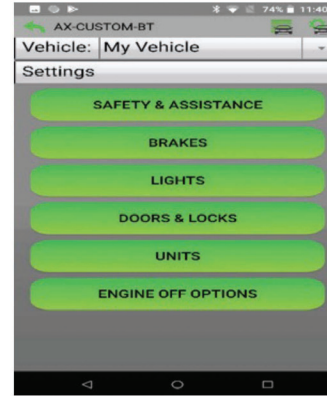 74% 11:40
AX-CUSTOM-BT
Vehicle: My Vehicle
Settings
SAFETY & ASSISTANCE
BRAKES
LIGHTS
DOORS & LOCKS
UNITS
ENGINE OFF OPTIONS